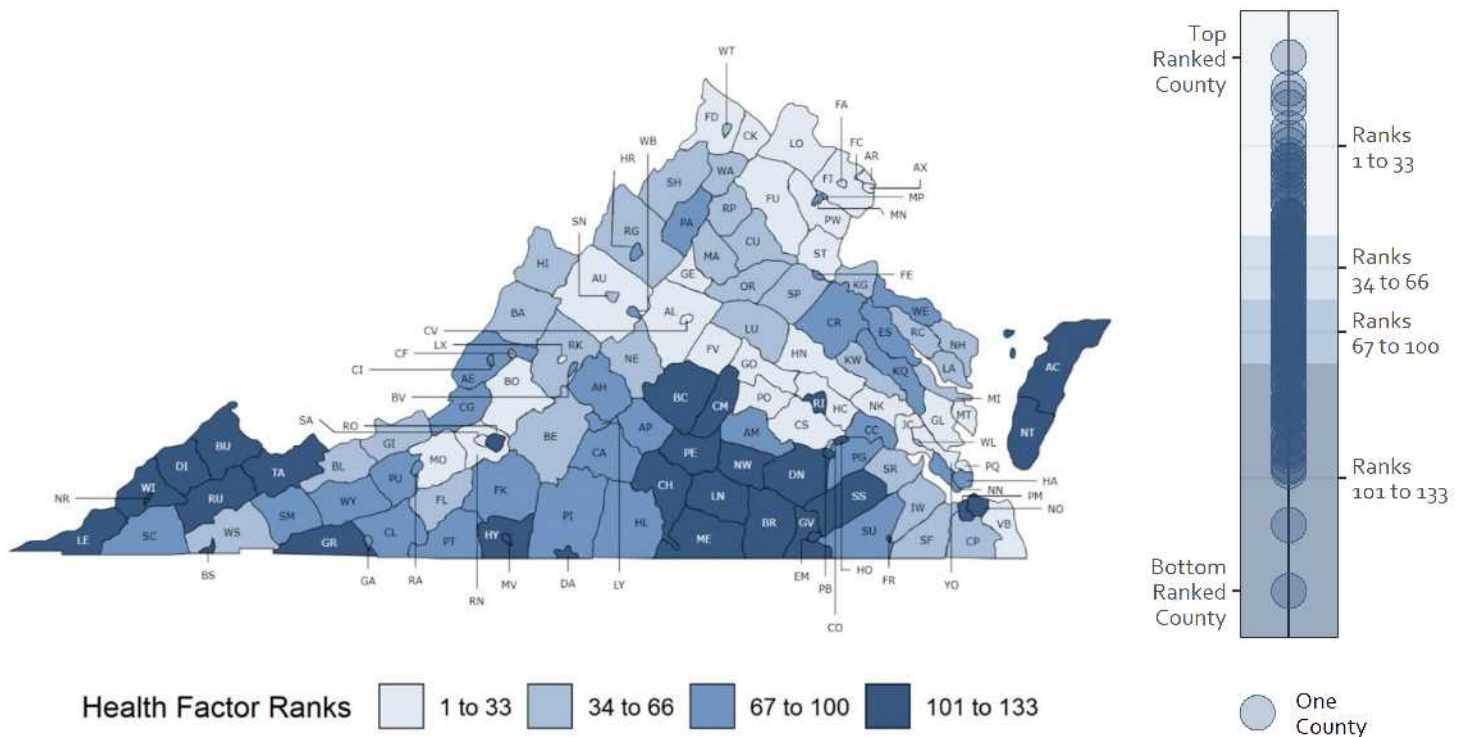 WT
FD
CK
LO
FA
FC
AR
AX
WB
HR
SH
WA
FI
MP
MN
FU
PW
SN
RG
PA
RP
CU
ST
HI
AU
GE
MA
FE
OR
SP
KG
BA
AL
CV
LX
CF
RK
NE
LU
CR
WE
ES
RC
NH
CI
AE
BO
FV
GO
HN
KW
KQ
LA
AC
BV
AH
BC
CM
PO
RI
HC
NK
MI
CG
SA
RO
GL
MT
NT
BU
GI
BE
AP
AM
CS
CC
JC
WL
DI
TA
BL
MO
CA
PE
NW
DN
PG
SR
PQ
HA
NN
PM
NO
NR
WI
RU
PU
WY
FK
CH
LN
SS
IW
VB
LE
SC
WS
SM
FL
GR
CL
PT
HY
PI
HL
ME
BR
GV
SU
SF
CP
BS
GA
RA
RN
MV
DA
LY
EM
PB
HO
FR
YO
CO
Health Factor Ranks
1 to 33
34 to 66
67 to 100
101 to 133
Top
Ranked
County
Ranks
1 to 33
Ranks
34 to 66
Ranks
67 to 100
Ranks
101 to 133
Bottom
Ranked
County
One
County